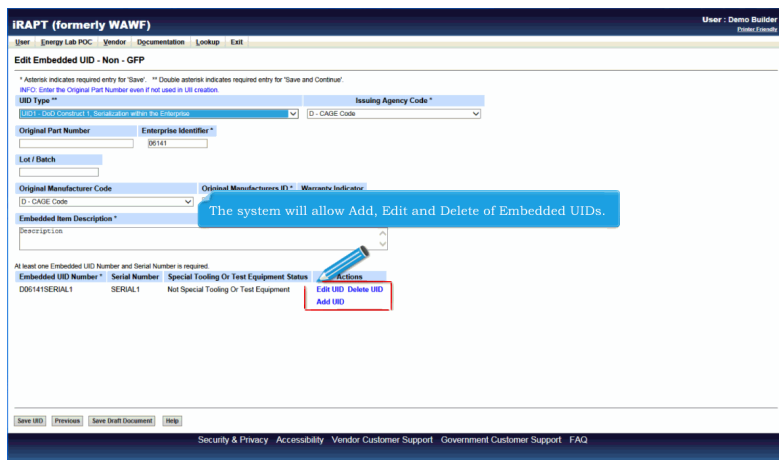 iRAPT (formerly WAWF)
User : Demo Builder
Printer Friendly
User Energy Lab POC Vendor Documentation Lookup Exit
Edit Embedded UID - Non - GFP
* Asterisk indicates required entry for 'Save'. ** Double asterisk indicates required entry for 'Save and Continue'.
INFO: Enter the Original Part Number even if not used in UII creation.
UID Type ** Issuing Agency Code *
UID1 - DoD Construct 1, Serialization within the Enterprise D - CAGE Code
Original Part Number Enterprise Identifier *
06141
Lot / Batch
Original Manufacturer Code Original Manufacturers ID * Warranty Indicator
D - CAGE Code
The system will allow Add, Edit and Delete of Embedded UIDs.
Embedded Item Description *
Description
At least one Embedded UID Number and Serial Number is required.
Embedded UID Number * Serial Number Special Tooling Or Test Equipment Status Actions
D06141SERIAL1 SERIAL1 Not Special Tooling Or Test Equipment Edit UID Delete UID
Add UID
Save UID Previous Save Draft Document Help
Security & Privacy Accessibility Vendor Customer Support Government Customer Support FAQ